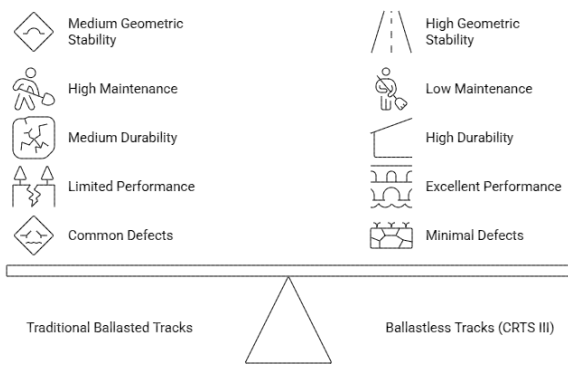 Medium Geometric
Stability
High Maintenance
Medium Durability
Limited Performance
Common Defects
Traditional Ballasted Tracks
High Geometric
Stability
Low Maintenance
High Durability
Excellent Performance
Minimal Defects
Ballastless Tracks (CRTS III)